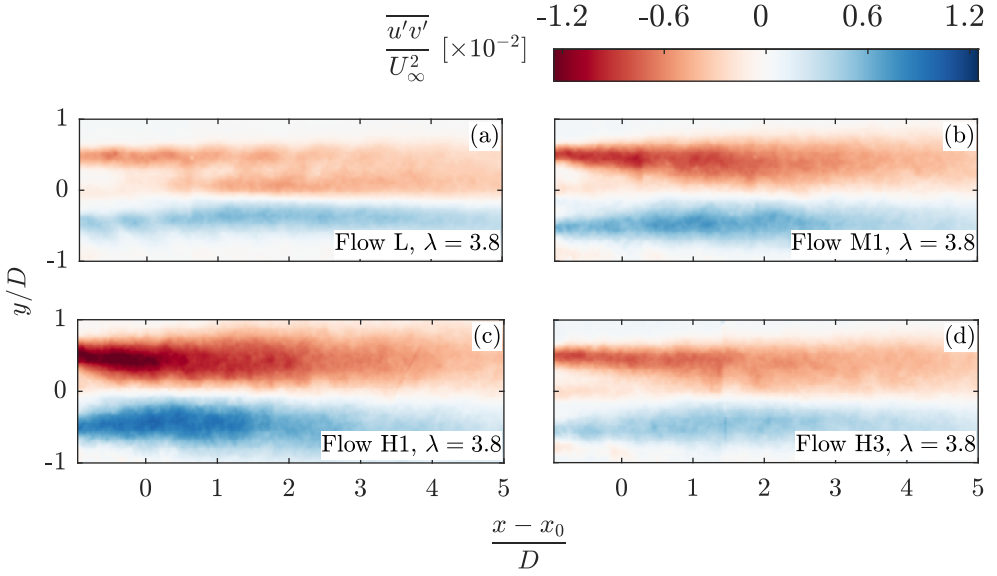 u′v′ / U∞² [×10⁻²]
-1.2 -0.6 0 0.6 1.2
1 (a) (b)
0
-1 Flow L, λ = 3.8 Flow M1, λ = 3.8
y/D
1 (c) (d)
0
-1 Flow H1, λ = 3.8 Flow H3, λ = 3.8
0 1 2 3 4 5 0 1 2 3 4 5
x − x₀
D